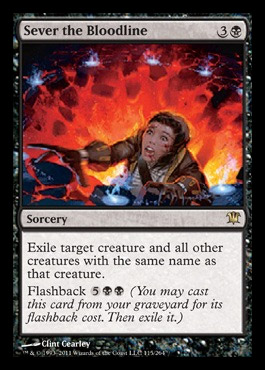 Sever the Bloodline 3
Sorcery
Exile target creature and all other
creatures with the same name as
that creature.
Flashback 5 (You may cast
this card from your graveyard for its
flashback cost. Then exile it.)
Clint Cearley
™ & © 1993–2011 Wizards of the Coast LLC 115/264